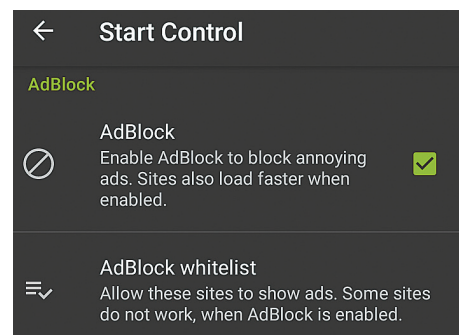 Start Control
AdBlock
AdBlock
Enable AdBlock to block annoying
ads. Sites also load faster when
enabled.
AdBlock whitelist
Allow these sites to show ads. Some sites
do not work, when AdBlock is enabled.